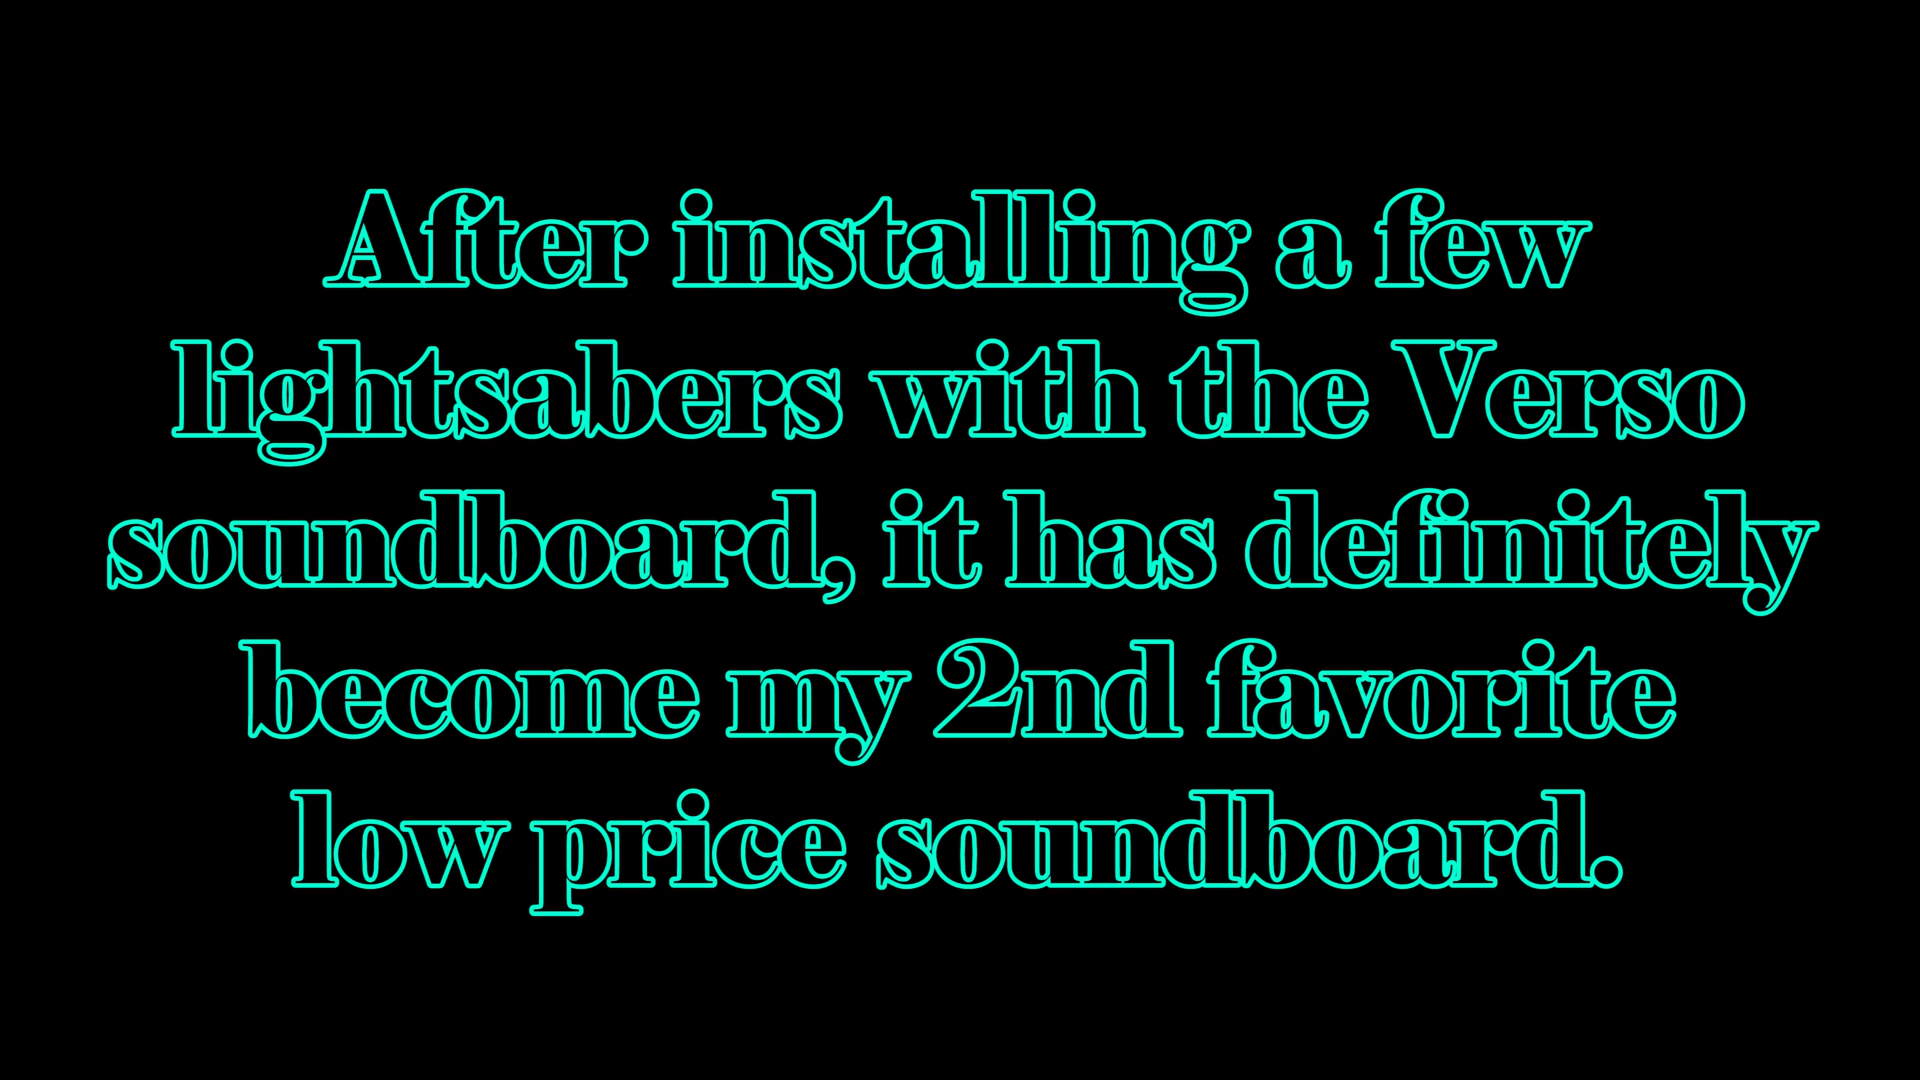 After installing a few
lightsabers with the Verso
soundboard, it has definitely
become my 2nd favorite
low price soundboard.